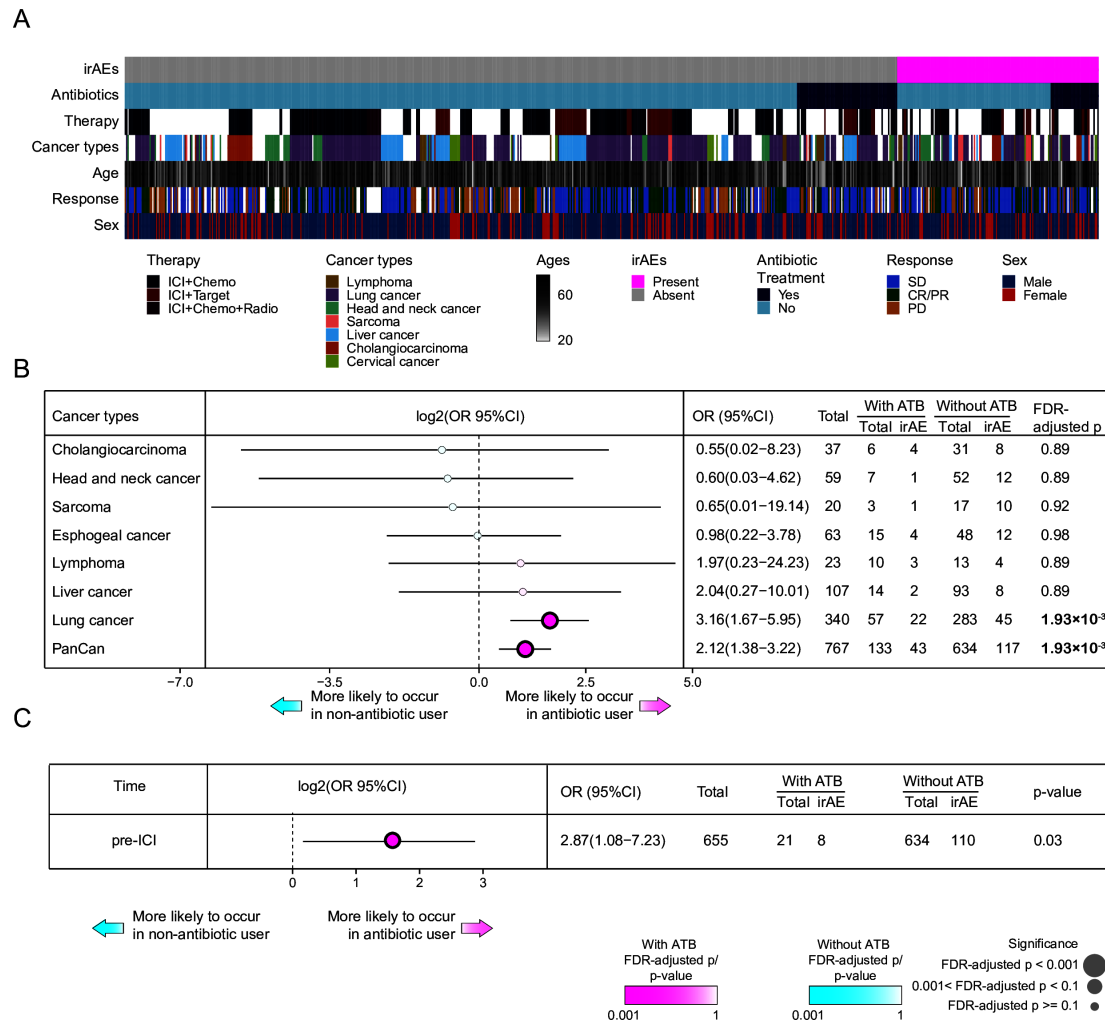 A
irAEs
Antibiotics
Therapy
Cancer types
Age
Response
Sex
Therapy
ICI+Chemo
ICI+Target
ICI+Chemo+Radio
Cancer types
Lymphoma
Lung cancer
Head and neck cancer
Sarcoma
Liver cancer
Cholangiocarcinoma
Cervical cancer
Ages
60
20
irAEs
Present
Absent
Antibiotic
Treatment
Yes
No
Response
SD
CR/PR
PD
Sex
Male
Female
B
Cancer types log2(OR 95%CI) OR (95%CI) Total With ATB Without ATB FDR-
Total irAE Total irAE adjusted p
Cholangiocarcinoma 0.55(0.02−8.23) 37 6 4 31 8 0.89
Head and neck cancer 0.60(0.03−4.62) 59 7 1 52 12 0.89
Sarcoma 0.65(0.01−19.14) 20 3 1 17 10 0.92
Esphogeal cancer 0.98(0.22−3.78) 63 15 4 48 12 0.98
Lymphoma 1.97(0.23−24.23) 23 10 3 13 4 0.89
Liver cancer 2.04(0.27−10.01) 107 14 2 93 8 0.89
Lung cancer 3.16(1.67−5.95) 340 57 22 283 45 1.93×10⁻³
PanCan 2.12(1.38−3.22) 767 133 43 634 117 1.93×10⁻³
−7.0 −3.5 0.0 2.5 5.0
More likely to occur
in non-antibiotic user
More likely to occur
in antibiotic user
C
Time log2(OR 95%CI) OR (95%CI) Total With ATB Without ATB p-value
Total irAE Total irAE
pre-ICI 2.87(1.08−7.23) 655 21 8 634 110 0.03
0 1 2 3
More likely to occur
in non-antibiotic user
More likely to occur
in antibiotic user
With ATB
FDR-adjusted p/
p-value
0.001 1
Without ATB
FDR-adjusted p/
p-value
0.001 1
Significance
FDR-adjusted p < 0.001
0.001< FDR-adjusted p < 0.1
FDR-adjusted p >= 0.1